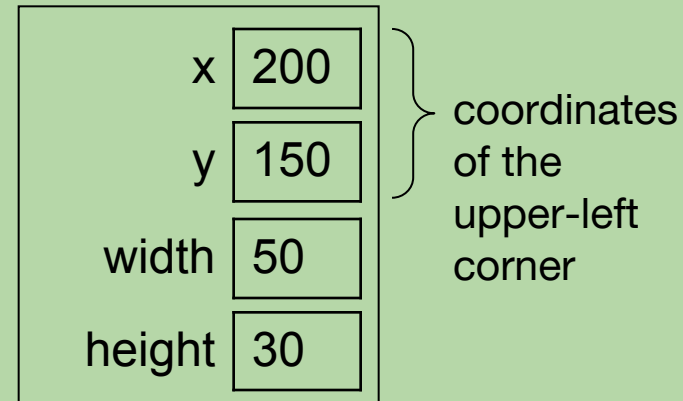 x 200
y 150
width 50
height 30
coordinates
of the
upper-left
corner